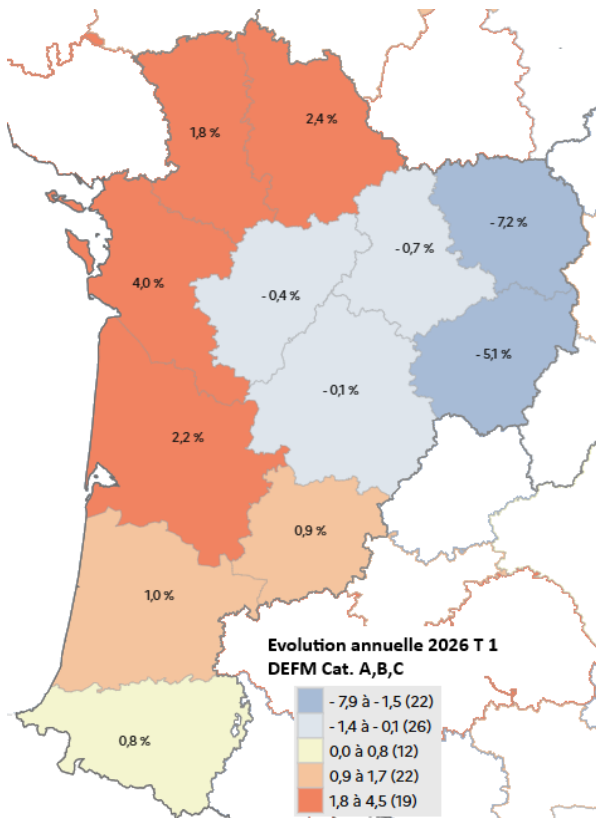 2,4 %
1,8 %
- 7,2 %
- 0,7 %
4,0 %
- 0,4 %
- 5,1 %
- 0,1 %
2,2 %
0,9 %
1,0 %
0,8 %
Evolution annuelle 2026 T 1
DEFM Cat. A,B,C
- 7,9 à - 1,5 (22)
- 1,4 à - 0,1 (26)
0,0 à 0,8 (12)
0,9 à 1,7 (22)
1,8 à 4,5 (19)